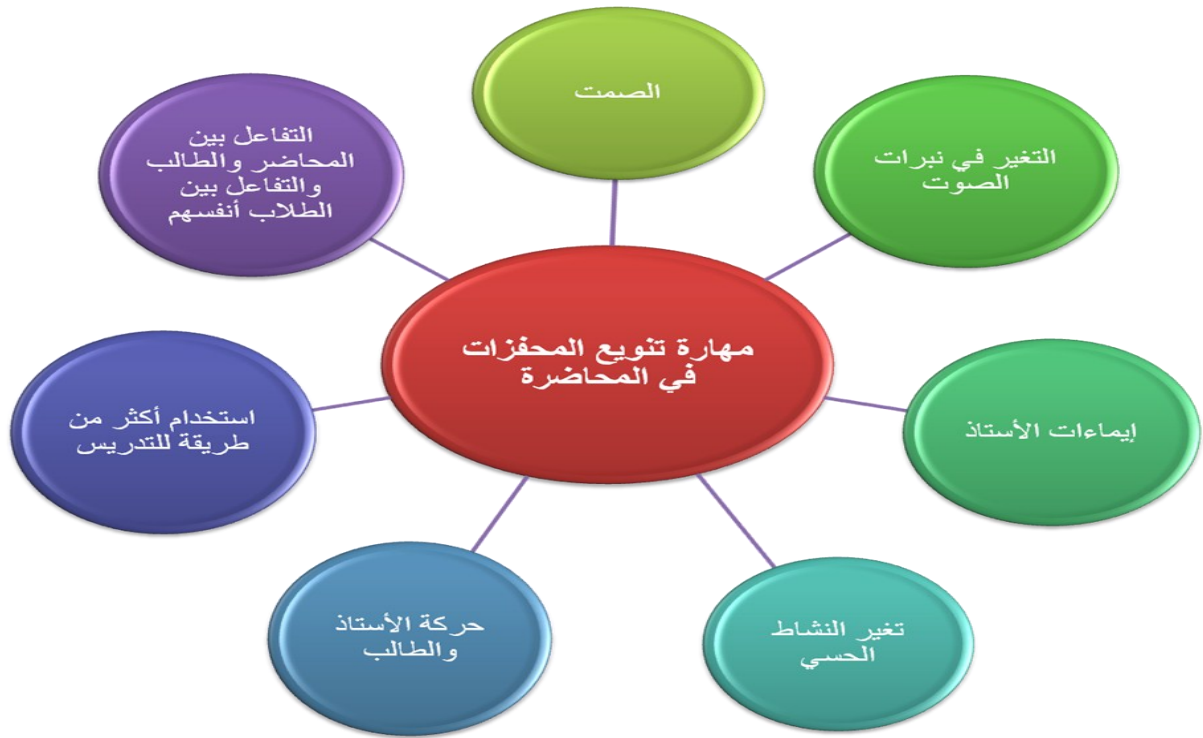 مهارة تنويع المحفزات
في المحاضرة
الصمت
التغير في نبرات
الصوت
إيماءات الأستاذ
تغير النشاط
الحسي
حركة الأستاذ
والطالب
استخدام أكثر من
طريقة للتدريس
التفاعل بين
المحاضر والطالب
والتفاعل بين
الطلاب أنفسهم